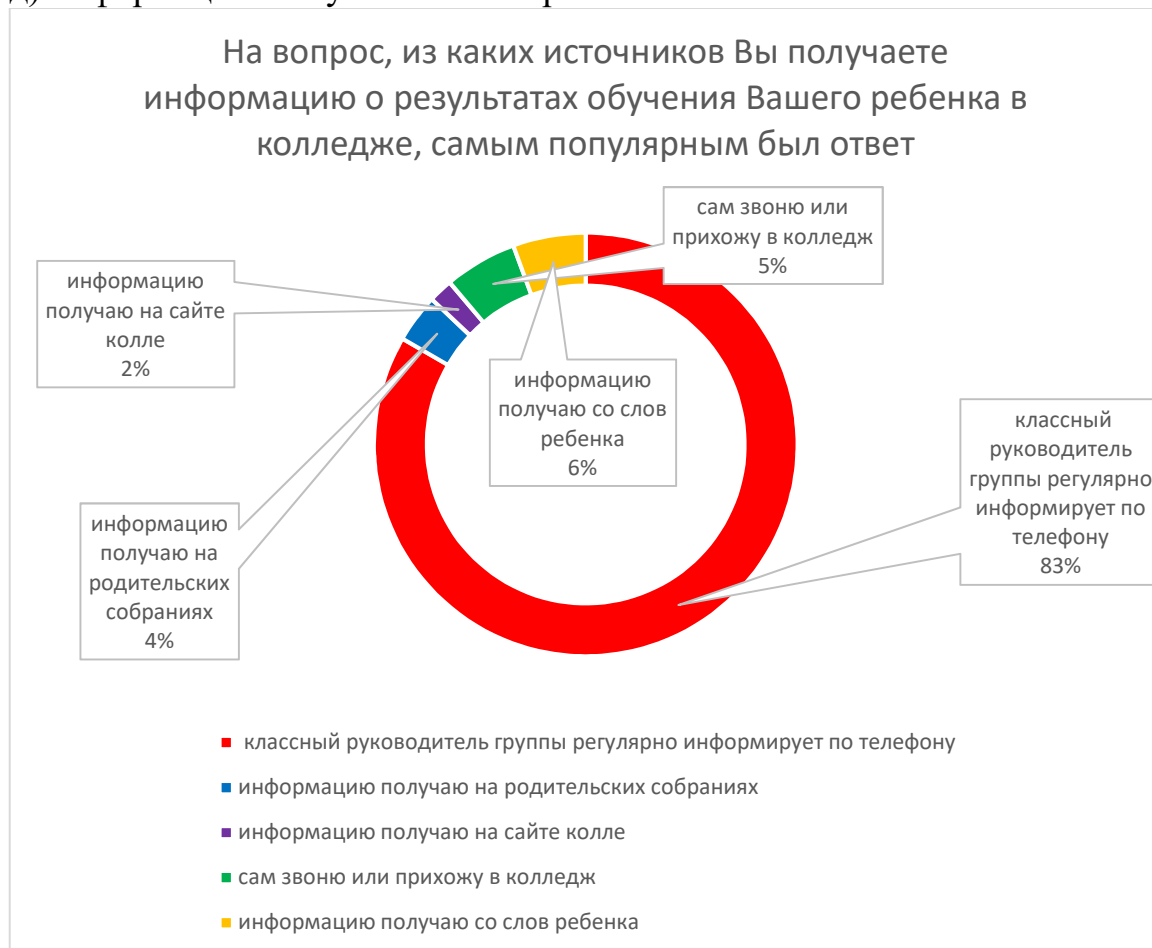 На вопрос, из каких источников Вы получаете
информацию о результатах обучения Вашего ребенка в
колледже, самым популярным был ответ
сам звоню или
прихожу в колледж
5%
информацию
получаю на сайте
колле
2%
информацию
получаю со слов
ребенка
6%
классный
руководитель
группы регулярно
информирует по
телефону
83%
информацию
получаю на
родительских
собраниях
4%
классный руководитель группы регулярно информирует по телефону
информацию получаю на родительских собраниях
информацию получаю на сайте колле
сам звоню или прихожу в колледж
информацию получаю со слов ребенка